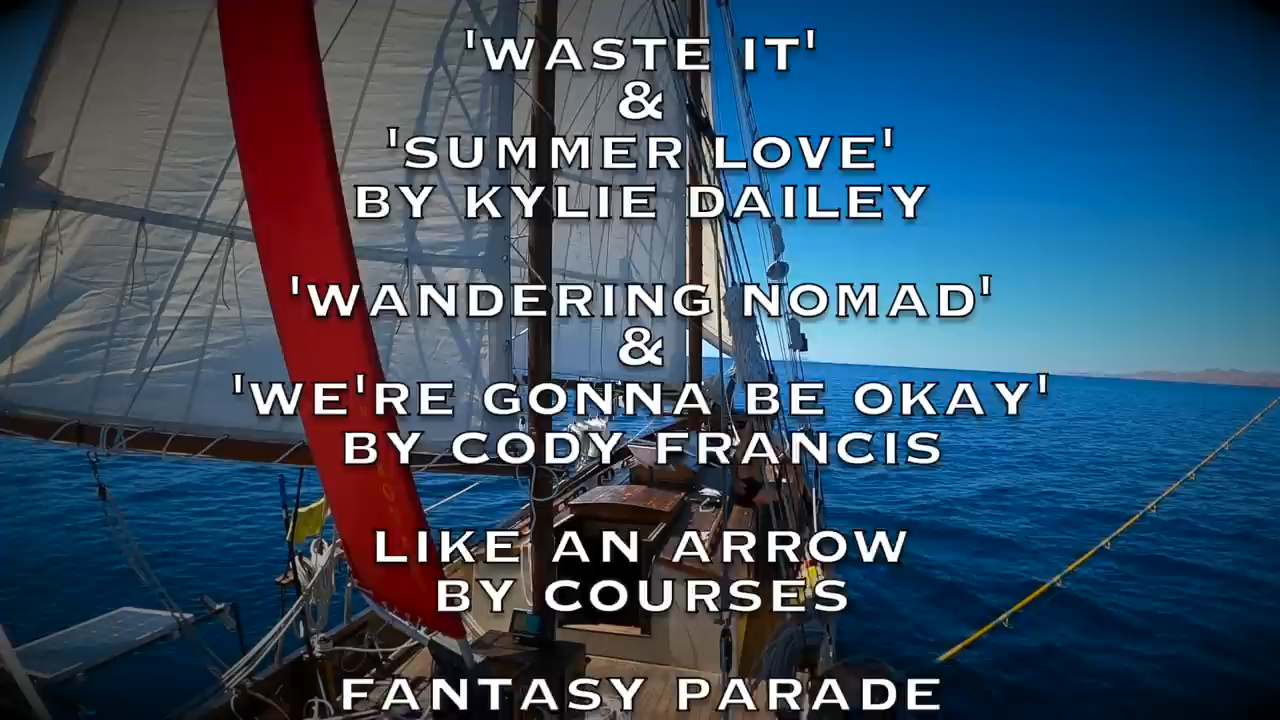 'WASTE IT'
&
'SUMMER LOVE'
BY KYLIE DAILEY
'WANDERING NOMAD'
&
'WE'RE GONNA BE OKAY'
BY CODY FRANCIS
LIKE AN ARROW
BY COURSES
FANTASY PARADE